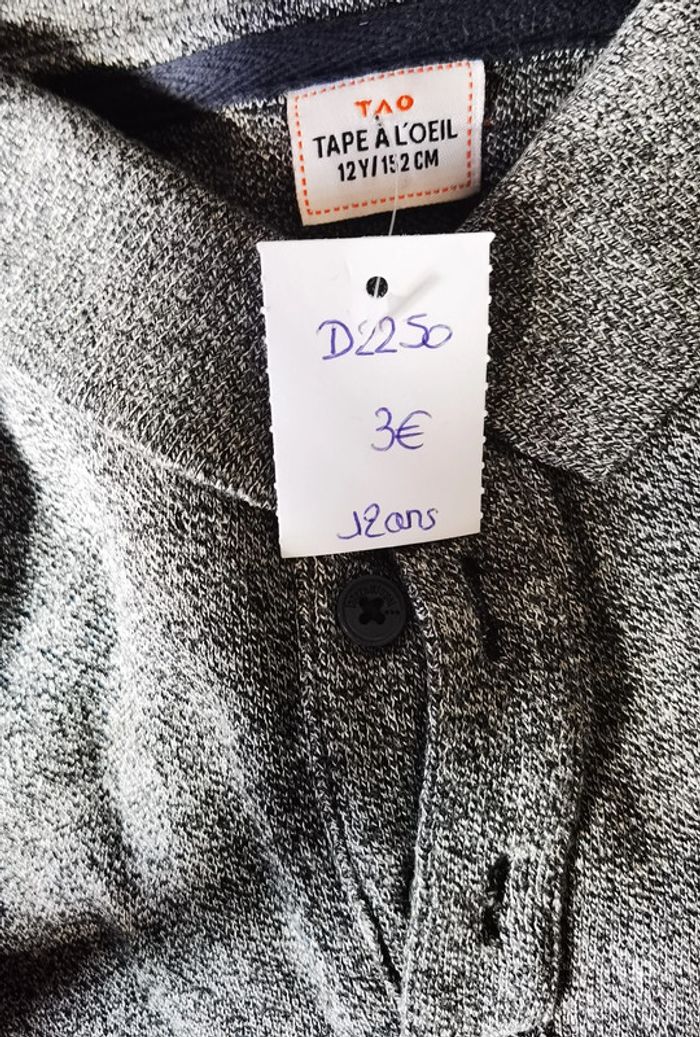 TAO
TAPE À L'OEIL
12Y/152 CM
D2250
3€
12ans